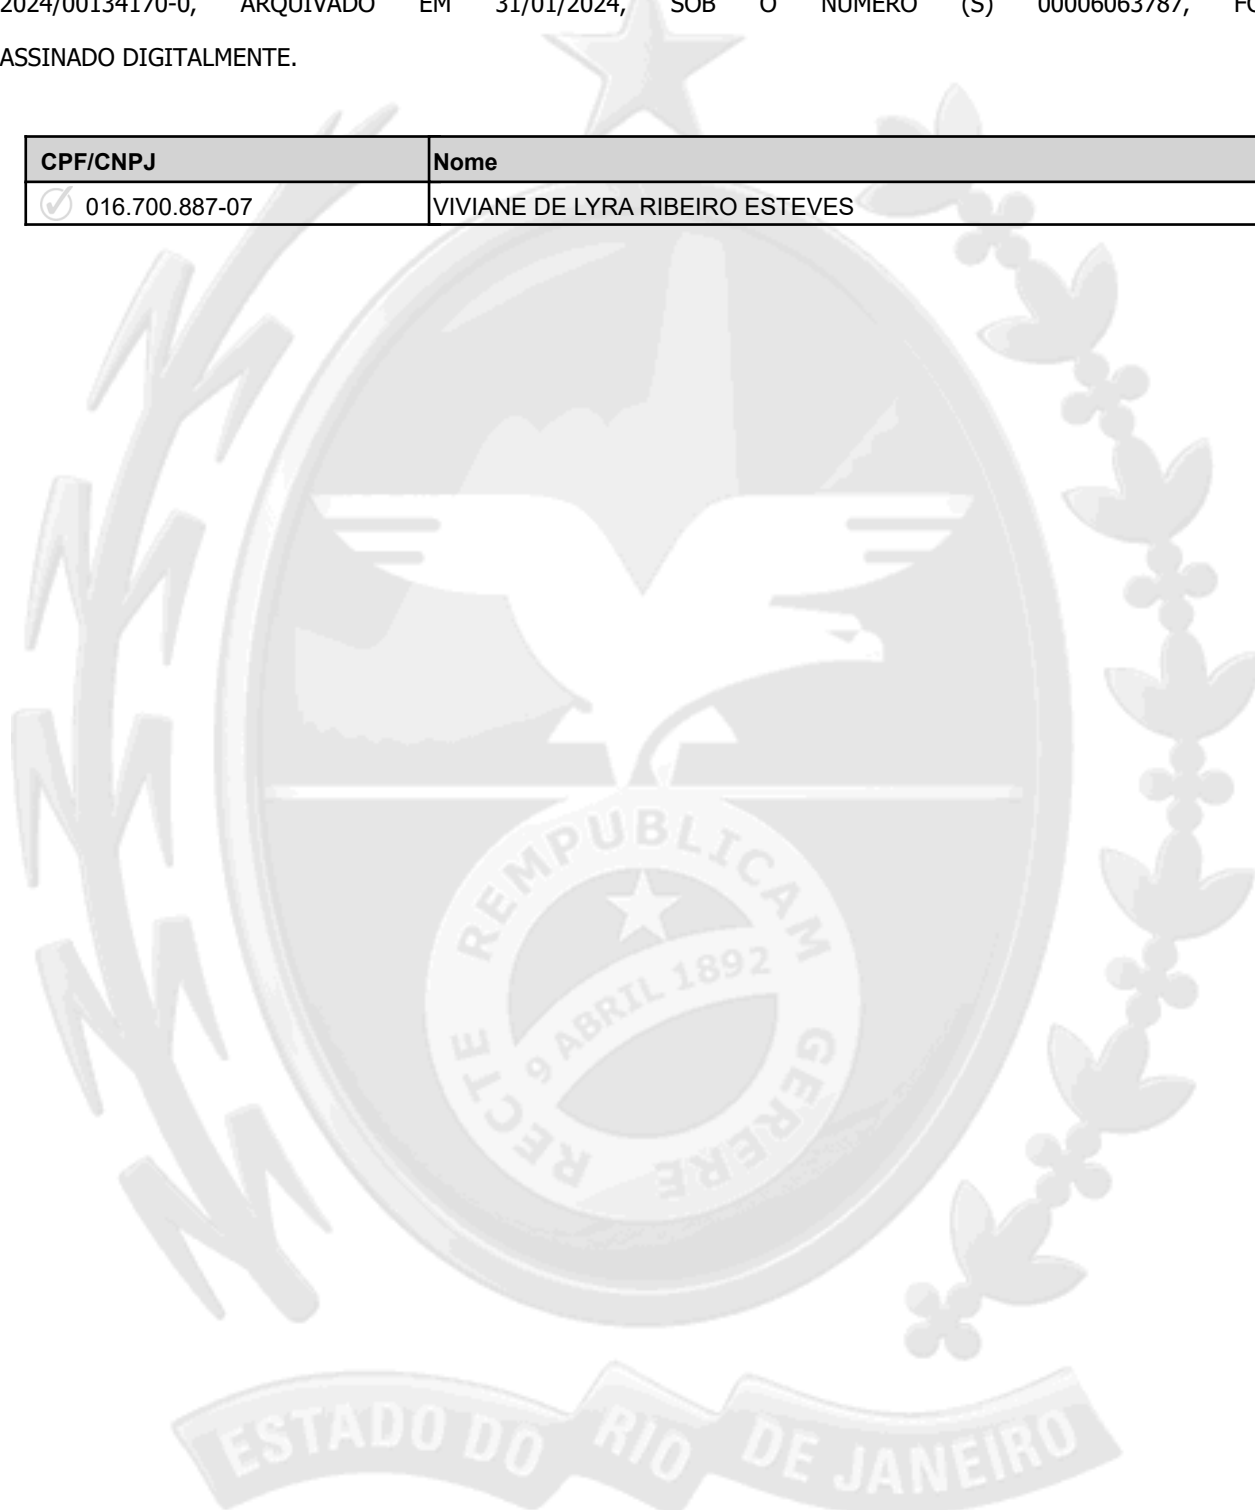 2024/00134170-0, ARQUIVADO EM 31/01/2024, SOB O NÚMERO (S) 00006063787,
ASSINADO DIGITALMENTE.
CPF/CNPJ Nome
016.700.887-07 VIVIANE DE LYRA RIBEIRO ESTEVES
RECTE REMPUBLICAM GERERE
9 ABRIL 1892
ESTADO DO RIO DE JANEIRO